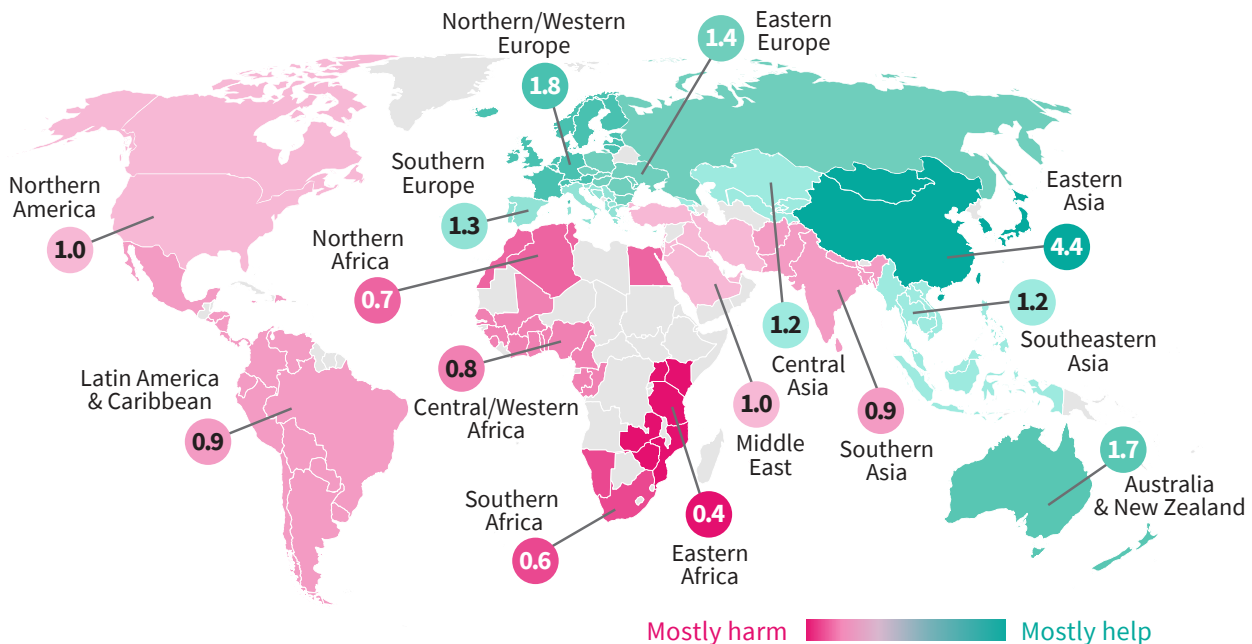 Northern/Western
Europe
1.8
Eastern
Europe
1.4
Southern
Europe
1.3
Northern
America
1.0
Northern
Africa
0.7
Eastern
Asia
4.4
1.2
Southeastern
Asia
1.2
Central
Asia
Latin America
& Caribbean
0.9
0.8
Central/Western
Africa
1.0
Middle
East
0.9
Southern
Asia
1.7
Australia
& New Zealand
Southern
Africa
0.6
0.4
Eastern
Africa
Mostly harm
Mostly help